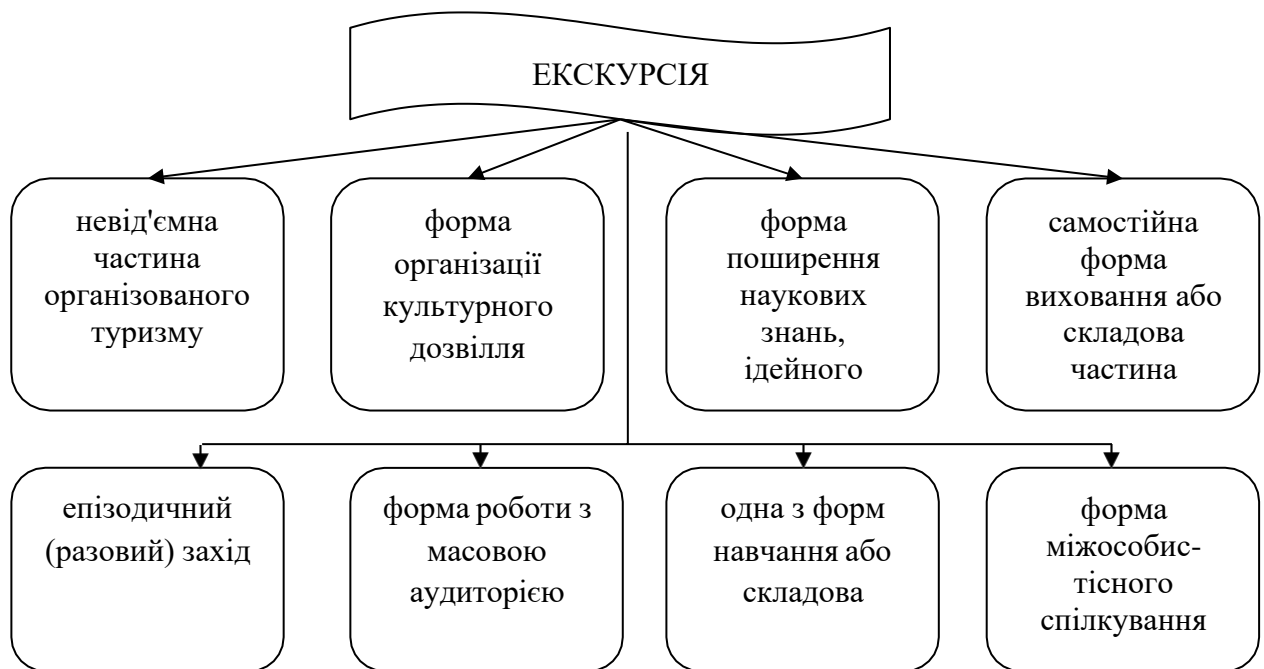 ЕКСКУРСІЯ
невід'ємна
частина
організованого
туризму
форма
організації
культурного
дозвілля
форма
поширення
наукових
знань,
ідейного
самостійна
форма
виховання або
складова
частина
епізодичний
(разовий) захід
форма роботи з
масовою
аудиторією
одна з форм
навчання або
складова
форма
міжособис-
тісного
спілкування